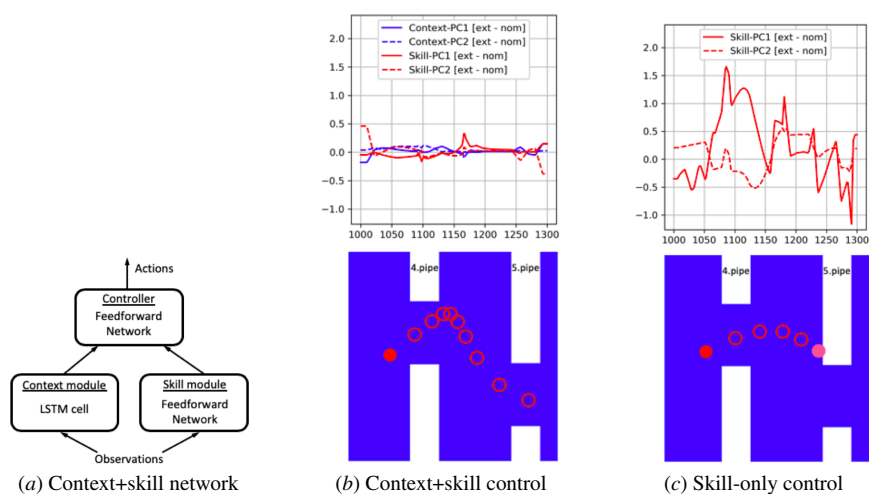 Actions
Controller
Feedforward
Network
Context module
LSTM cell
Skill module
Feedforward
Network
Observations
(a) Context+skill network
Context-PC1 [ext - nom]
Context-PC2 [ext - nom]
Skill-PC1 [ext - nom]
Skill-PC2 [ext - nom]
2.0
1.5
1.0
0.5
0.0
−0.5
−1.0
1000 1050 1100 1150 1200 1250 1300
4.pipe 5.pipe
(b) Context+skill control
Skill-PC1 [ext - nom]
Skill-PC2 [ext - nom]
2.0
1.5
1.0
0.5
0.0
−0.5
−1.0
1000 1050 1100 1150 1200 1250 1300
4.pipe 5.pipe
(c) Skill-only control